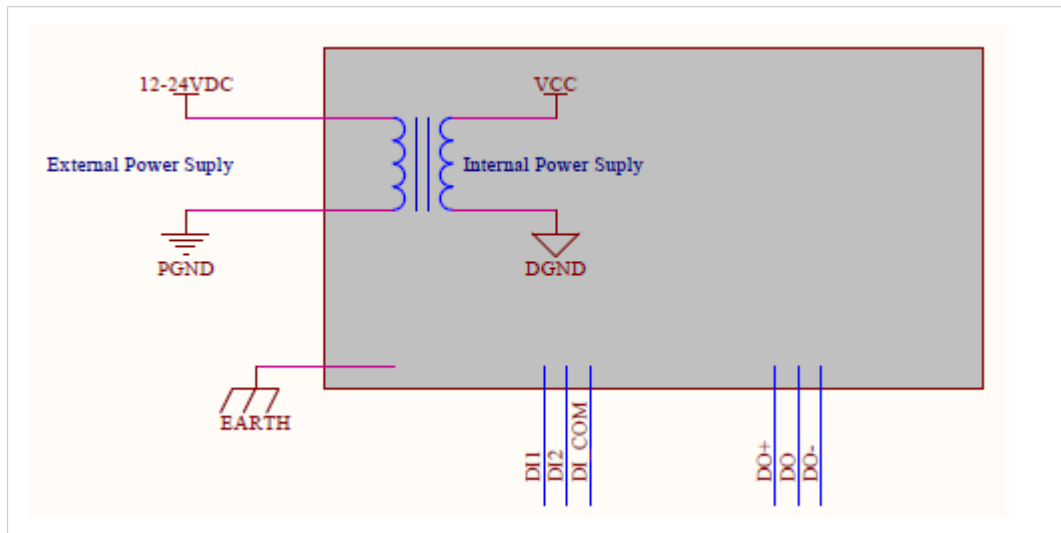 12-24VDC
VCC
External Power Suply
Internal Power Suply
PGND
DGND
EARTH
DI1
DI2
DI_COM
DO+
DO
DO-